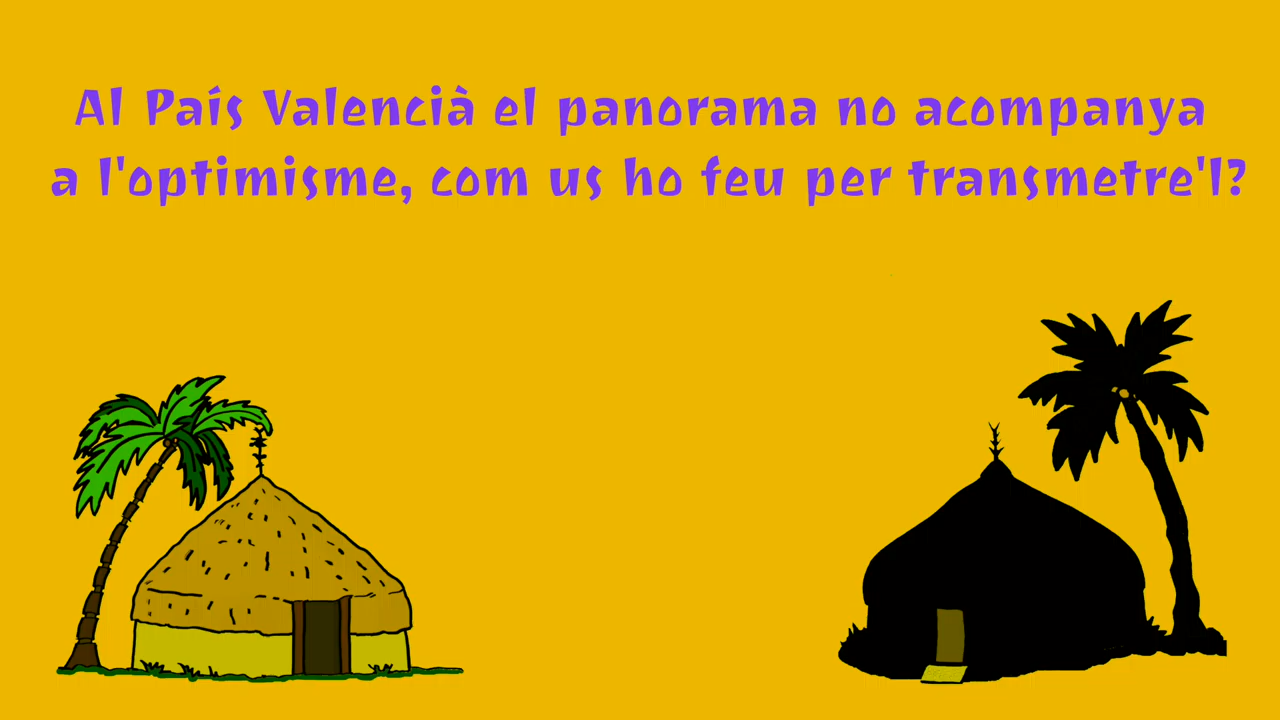 Al País Valencià el panorama no acompanya
a l'optimisme, com us ho feu per transmetre'l?